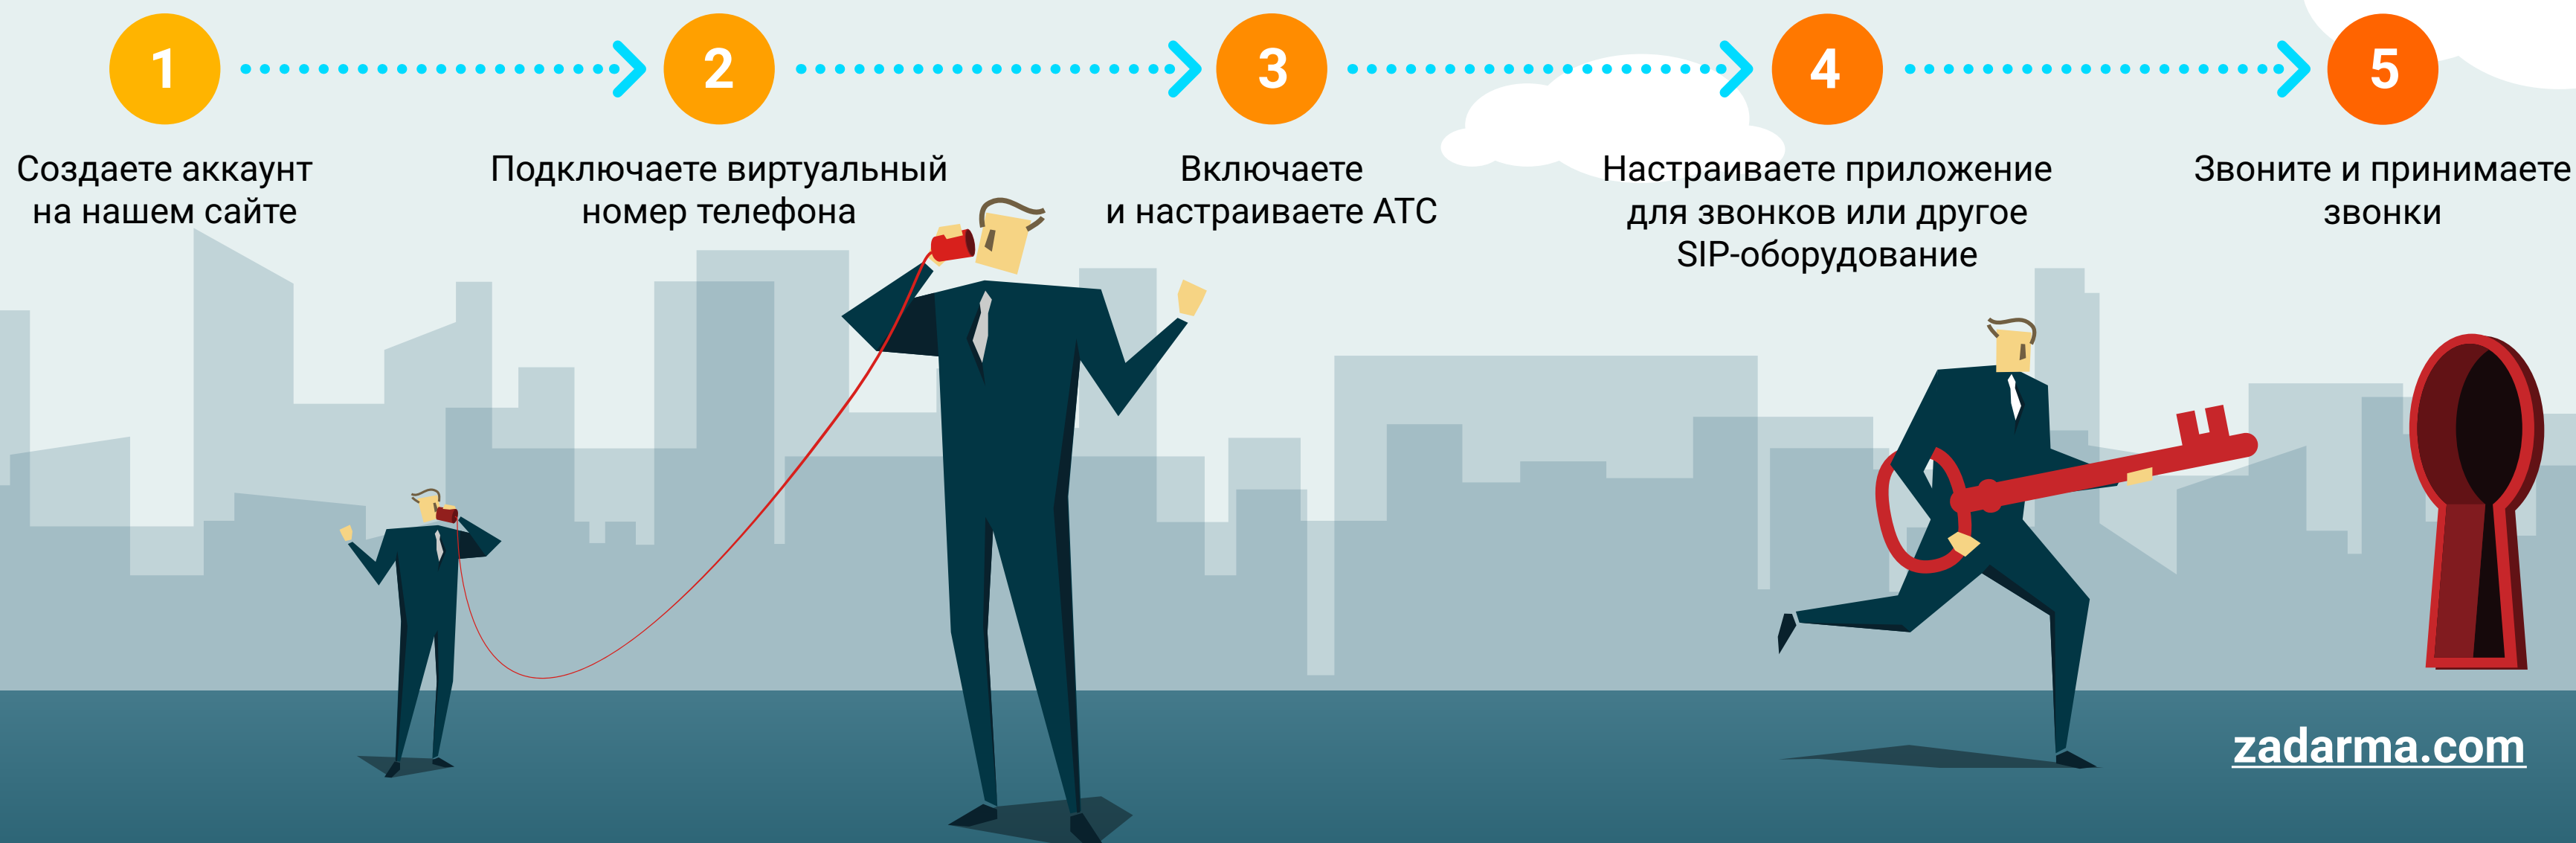 1
2
3
4
5
Создаете аккаунт
на нашем сайте
Подключаете виртуальный
номер телефона
Включаете
и настраиваете АТС
Настраиваете приложение
для звонков или другое
SIP-оборудование
Звоните и принимаете
звонки
zadarma.com